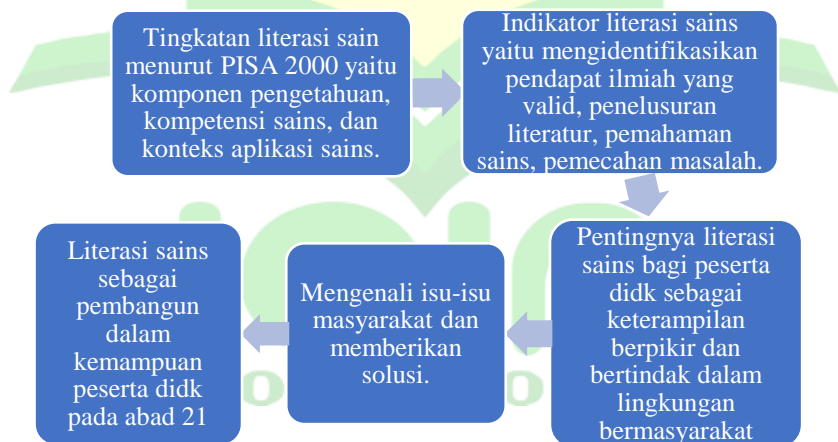 Tingkatan literasi sain
menurut PISA 2000 yaitu
komponen pengetahuan,
kompetensi sains, dan
konteks aplikasi sains.
Indikator literasi sains
yaitu mengidentifikasikan
pendapat ilmiah yang
valid, penelusuran
literatur, pemahaman
sains, pemecahan masalah.
Pentingnya literasi
sains bagi peserta
didk sebagai
keterampilan
berpikir dan
bertindak dalam
lingkungan
bermasyarakat
Mengenali isu-isu
masyarakat dan
memberikan
solusi.
Literasi sains
sebagai
pembangun
dalam
kemampuan
peserta didk
pada abad 21